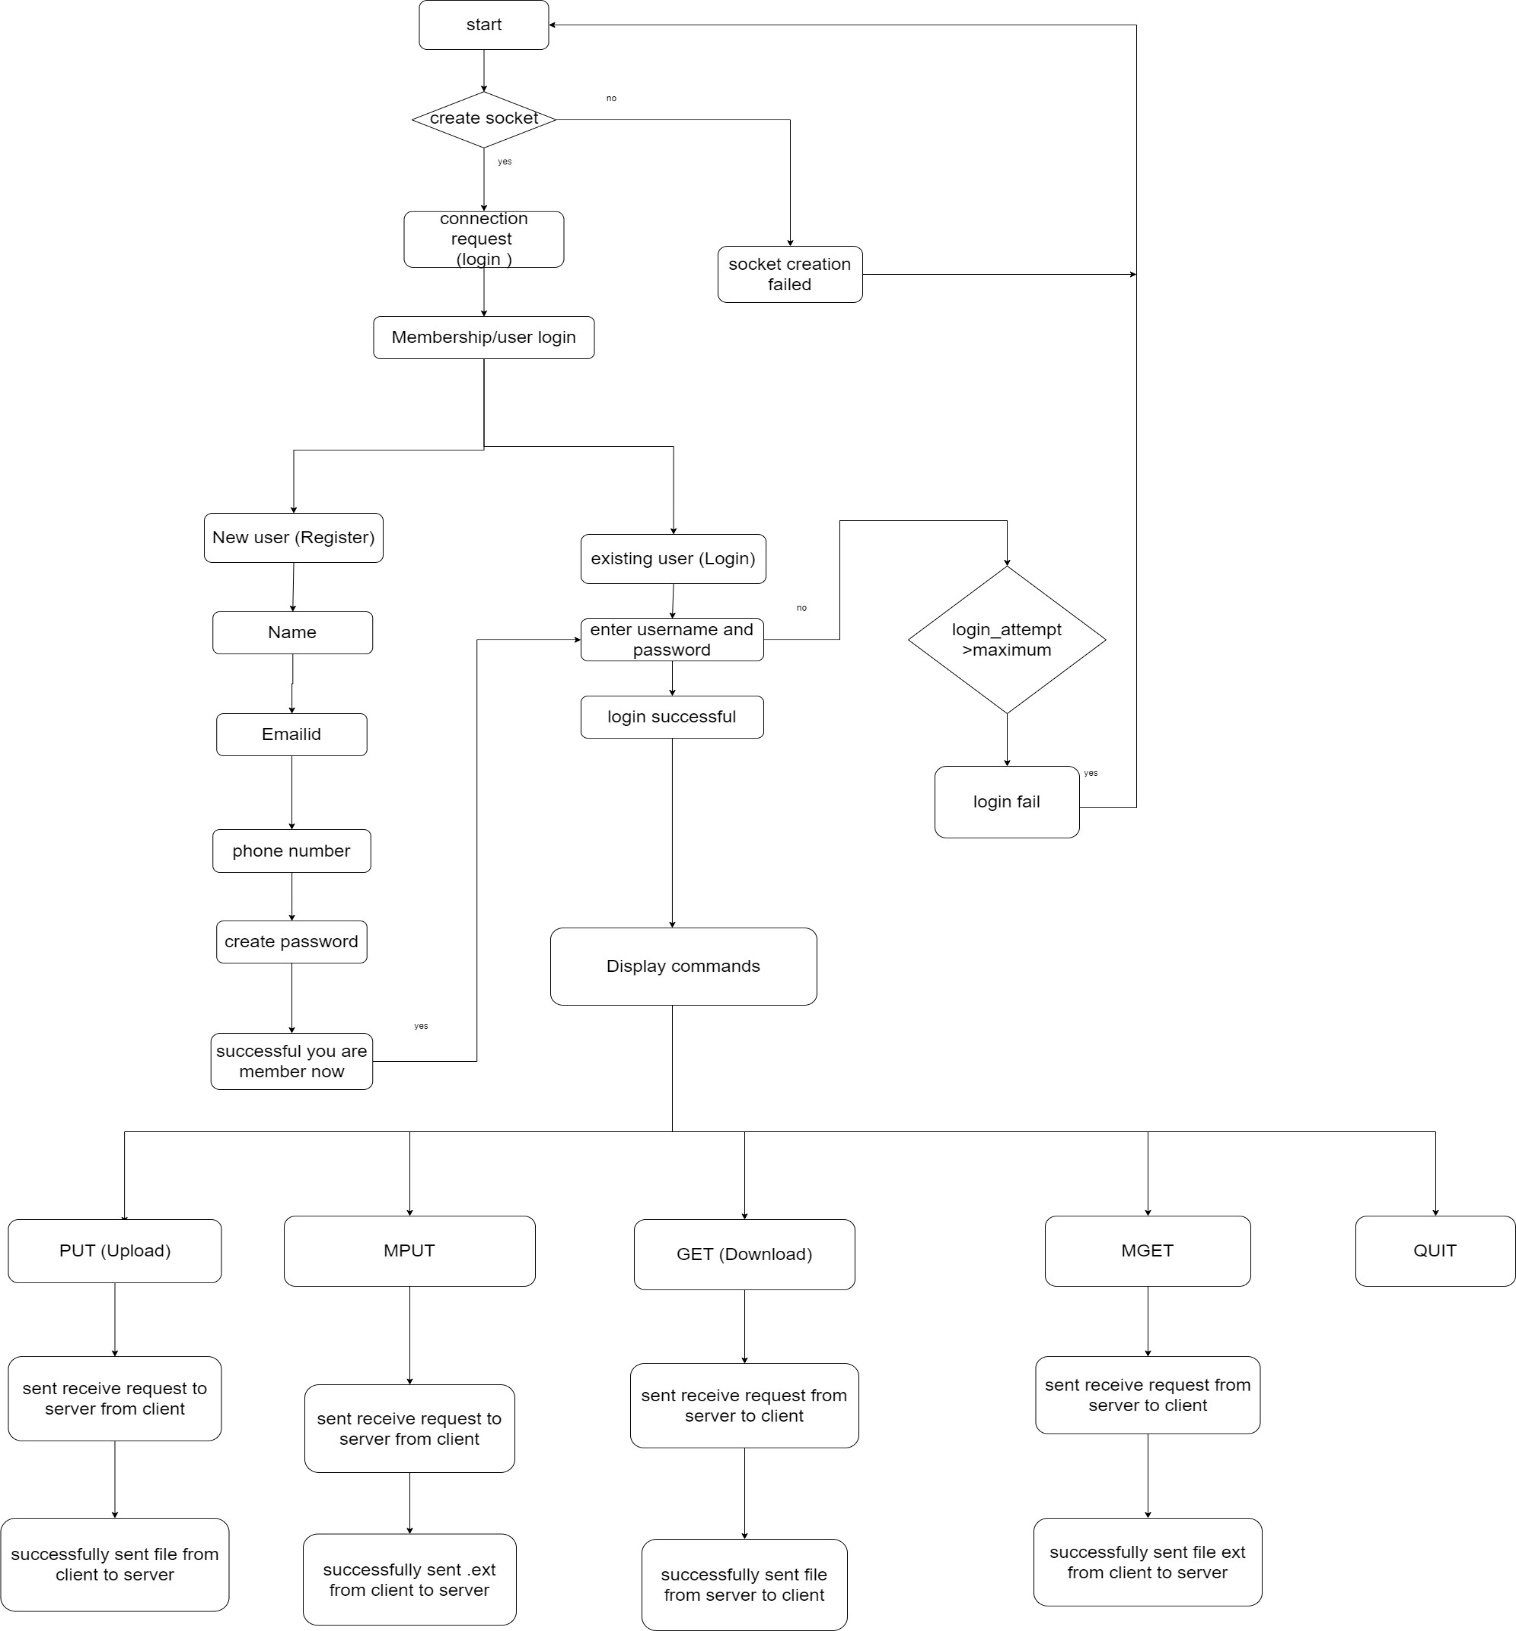 start
no
create socket
yes
connection
request
(login )
socket creation
failed
Membership/user login
New user (Register)
existing user (Login)
no
enter username and
password
login_attempt
>maximum
Name
login successful
Emailid
yes
login fail
phone number
create password
Display commands
yes
successful you are
member now
PUT (Upload)
MPUT
GET (Download)
MGET
QUIT
sent receive request to
server from client
sent receive request to
server from client
sent receive request from
server to client
sent receive request from
server to client
successfully sent file from
client to server
successfully sent .ext
from client to server
successfully sent file
from server to client
successfully sent file ext
from client to server